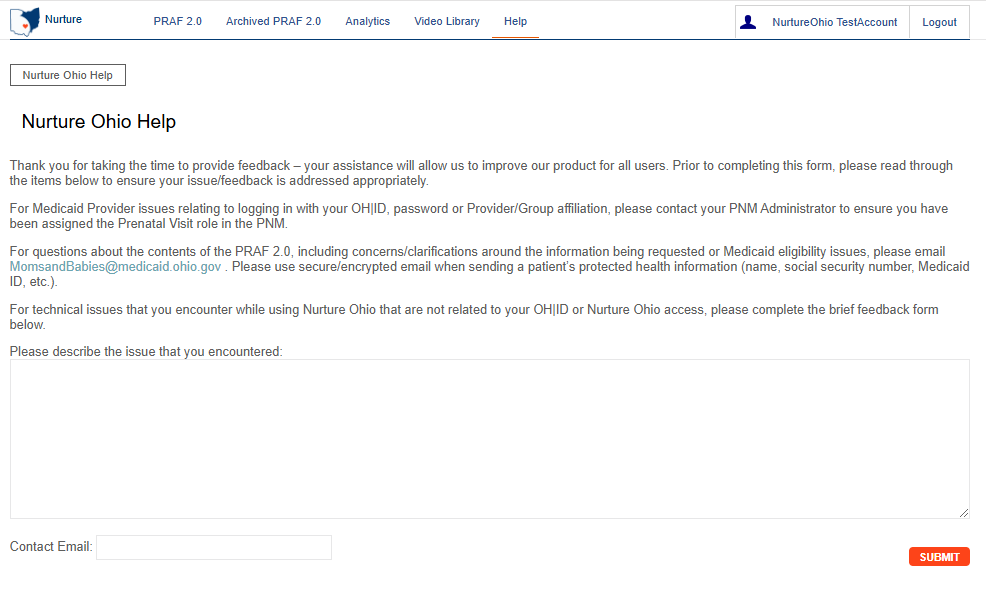 Nurture
PRAF 2.0
Archived PRAF 2.0
Analytics
Video Library
Help
NurtureOhio TestAccount
Logout
Nurture Ohio Help
Nurture Ohio Help
Thank you for taking the time to provide feedback – your assistance will allow us to improve our product for all users. Prior to completing this form, please read through
the items below to ensure your issue/feedback is addressed appropriately.
For Medicaid Provider issues relating to logging in with your OH|ID, password or Provider/Group affiliation, please contact your PNM Administrator to ensure you have
been assigned the Prenatal Visit role in the PNM.
For questions about the contents of the PRAF 2.0, including concerns/clarifications around the information being requested or Medicaid eligibility issues, please email
MomsandBabies@medicaid.ohio.gov . Please use secure/encrypted email when sending a patient's protected health information (name, social security number, Medicaid
ID, etc.).
For technical issues that you encounter while using Nurture Ohio that are not related to your OH|ID or Nurture Ohio access, please complete the brief feedback form
below.
Please describe the issue that you encountered:
Contact Email:
SUBMIT